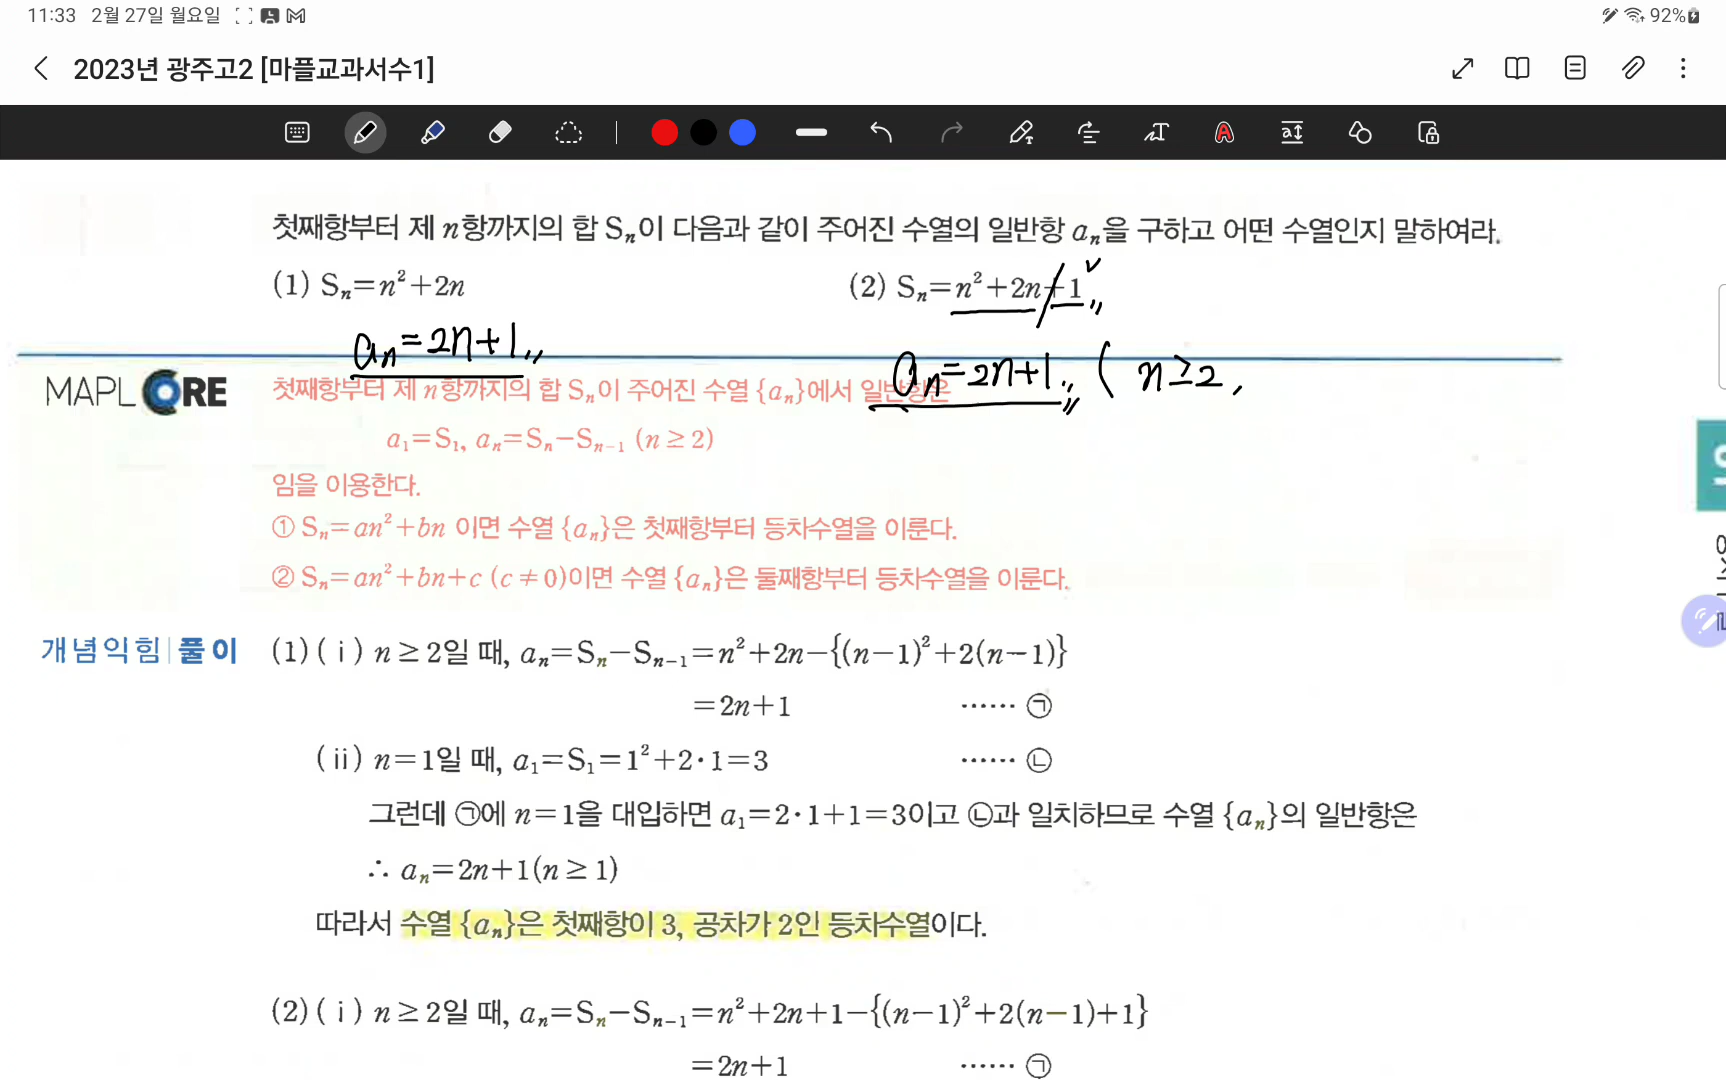 11:33 2월 27일 월요일
92%
2023년 광주고2 [마플교과서수1]
첫째항부터 제 n항까지의 합 Sₙ이 다음과 같이 주어진 수열의 일반항 aₙ을 구하고 어떤 수열인지 말하여라.
(1) Sₙ=n²+2n (2) Sₙ=n²+2n+1
aₙ=2n+1 aₙ=2n+1 ( n≥2,
MAPL CORE 첫째항부터 제 n항까지의 합 Sₙ이 주어진 수열 {aₙ}에서 일반항은
a₁=S₁, aₙ=Sₙ−Sₙ₋₁ (n≥2)
임을 이용한다.
① Sₙ=an²+bn 이면 수열 {aₙ}은 첫째항부터 등차수열을 이룬다.
② Sₙ=an²+bn+c (c≠0)이면 수열 {aₙ}은 둘째항부터 등차수열을 이룬다.
개념익힘 | 풀이 (1) (ⅰ) n≥2일 때, aₙ=Sₙ−Sₙ₋₁=n²+2n−{(n−1)²+2(n−1)}
=2n+1 …… ㉠
(ⅱ) n=1일 때, a₁=S₁=1²+2·1=3 …… ㉡
그런데 ㉠에 n=1을 대입하면 a₁=2·1+1=3이고 ㉡과 일치하므로 수열 {aₙ}의 일반항은
∴ aₙ=2n+1(n≥1)
따라서 수열 {aₙ}은 첫째항이 3, 공차가 2인 등차수열이다.
(2) (ⅰ) n≥2일 때, aₙ=Sₙ−Sₙ₋₁=n²+2n+1−{(n−1)²+2(n−1)+1}
=2n+1 …… ㉠